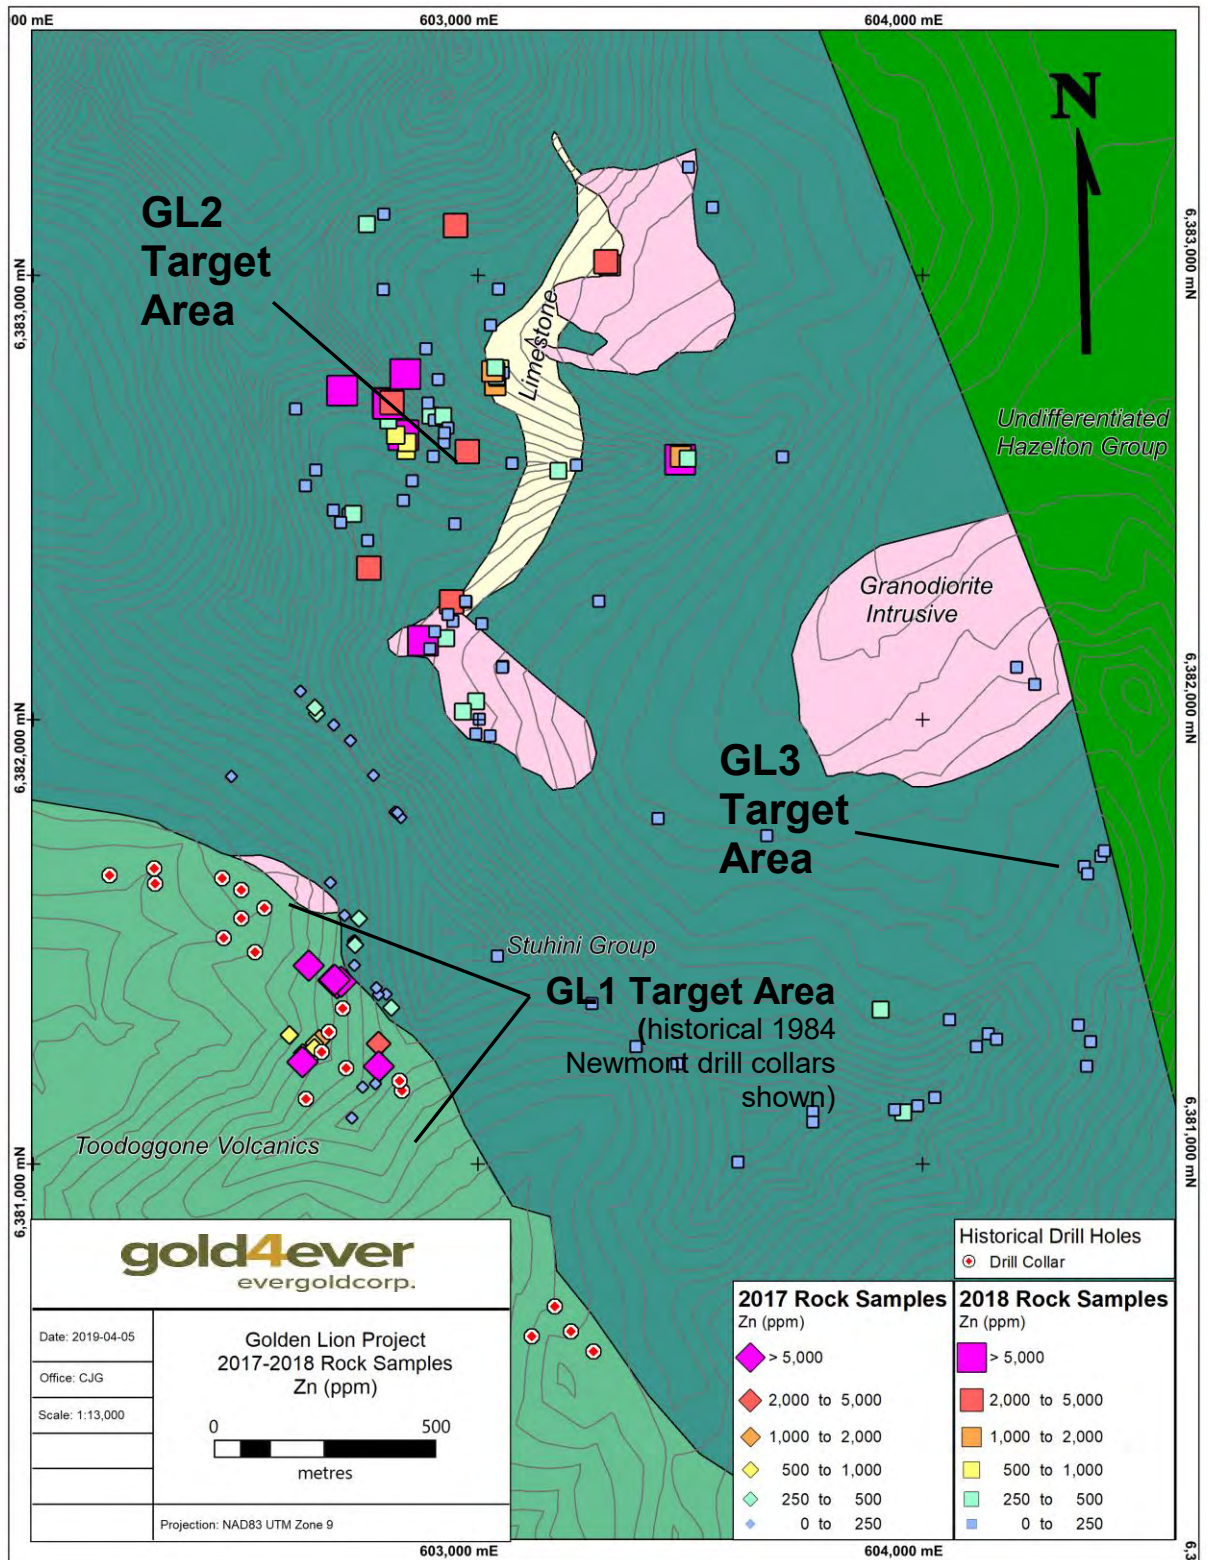 00 mE
603,000 mE
604,000 mE
N
GL2
Target
Area
6,383,000 mN
6,383,000 mN
Limestone
Undifferentiated
Hazelton Group
Granodiorite
Intrusive
6,382,000 mN
6,382,000 mN
GL3
Target
Area
Stuhini Group
GL1 Target Area
(historical 1984
Newmont drill collars
shown)
Toodoggone Volcanics
6,381,000 mN
6,381,000 mN
gold4ever
evergoldcorp.
Date: 2019-04-05
Office: CJG
Scale: 1:13,000
Golden Lion Project
2017-2018 Rock Samples
Zn (ppm)
0 500
metres
Projection: NAD83 UTM Zone 9
Historical Drill Holes
Drill Collar
2017 Rock Samples
Zn (ppm)
> 5,000
2,000 to 5,000
1,000 to 2,000
500 to 1,000
250 to 500
0 to 250
2018 Rock Samples
Zn (ppm)
> 5,000
2,000 to 5,000
1,000 to 2,000
500 to 1,000
250 to 500
0 to 250
603,000 mE
604,000 mE
6,3